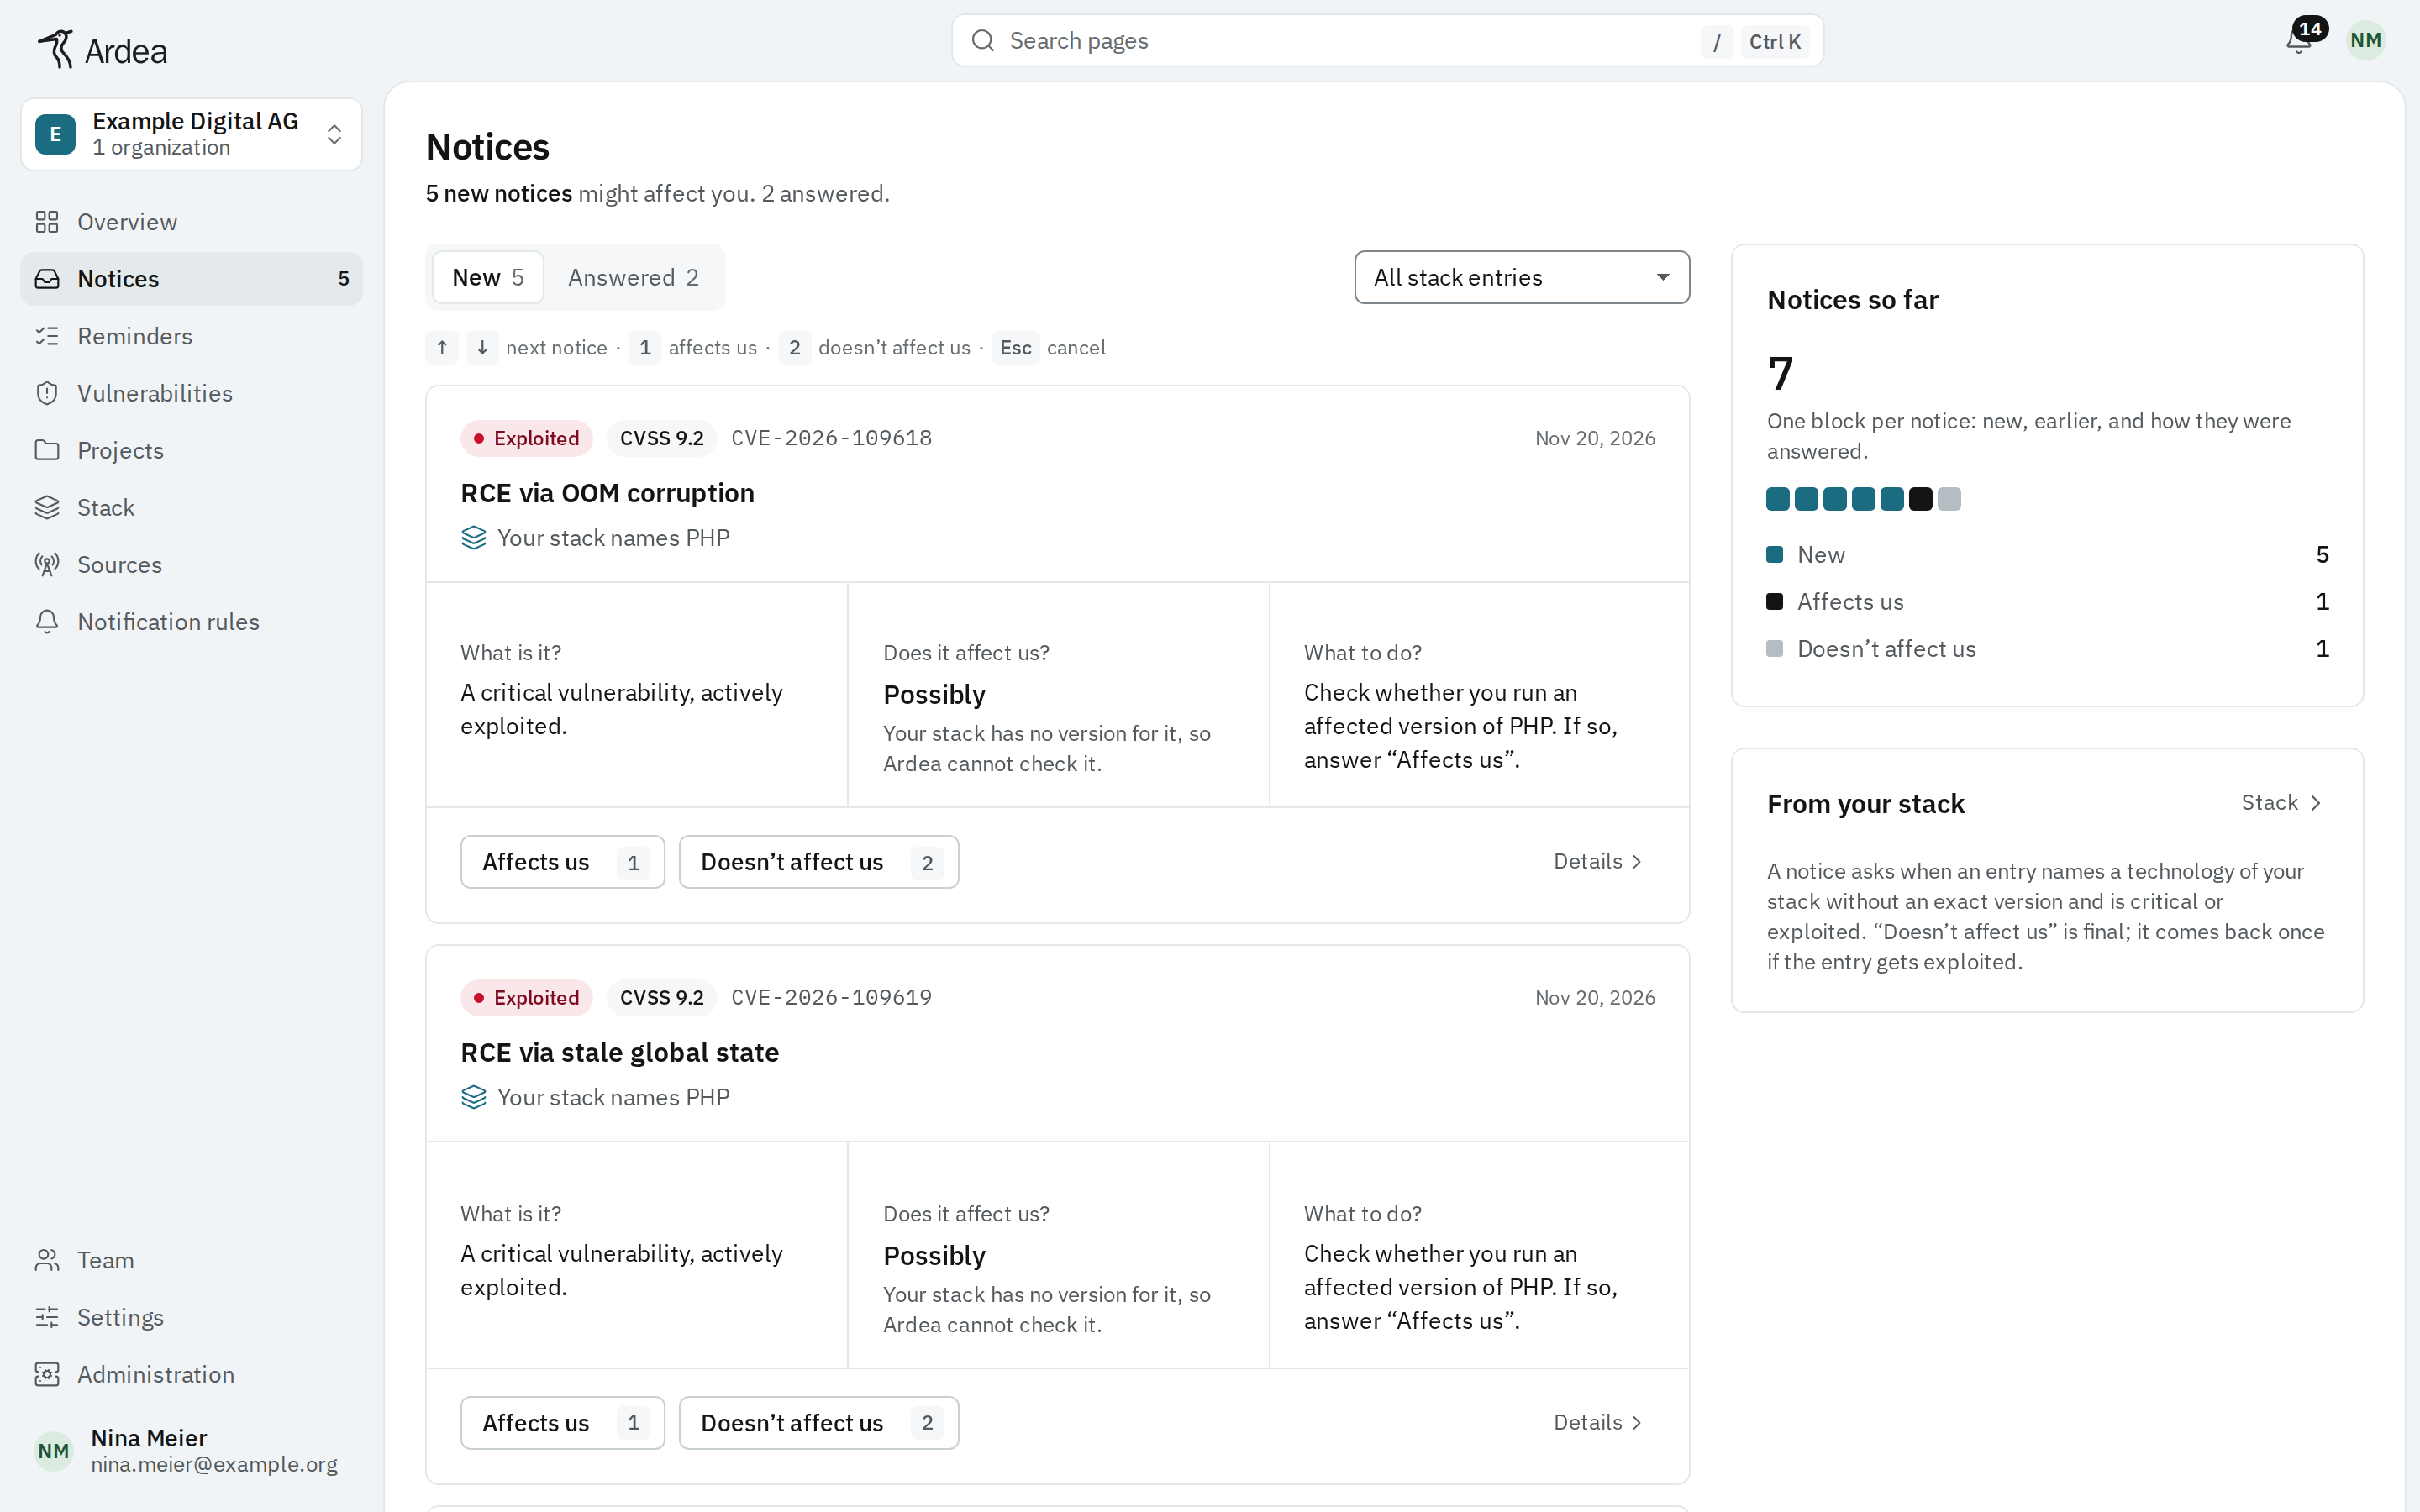 Ardea
Search pages
/
Ctrl K
14
NM
E
Example Digital AG
1 organization
Overview
Notices
5
Reminders
Vulnerabilities
Projects
Stack
Sources
Notification rules
Team
Settings
Administration
NM
Nina Meier
nina.meier@example.org
Notices
5 new notices might affect you. 2 answered.
New 5
Answered 2
All stack entries
↑ ↓ next notice · 1 affects us · 2 doesn’t affect us · Esc cancel
Exploited
CVSS 9.2
CVE-2026-109618
Nov 20, 2026
RCE via OOM corruption
Your stack names PHP
What is it?
A critical vulnerability, actively
exploited.
Does it affect us?
Possibly
Your stack has no version for it, so
Ardea cannot check it.
What to do?
Check whether you run an
affected version of PHP. If so,
answer “Affects us”.
Affects us 1
Doesn’t affect us 2
Details
Exploited
CVSS 9.2
CVE-2026-109619
Nov 20, 2026
RCE via stale global state
Your stack names PHP
What is it?
A critical vulnerability, actively
exploited.
Does it affect us?
Possibly
Your stack has no version for it, so
Ardea cannot check it.
What to do?
Check whether you run an
affected version of PHP. If so,
answer “Affects us”.
Affects us 1
Doesn’t affect us 2
Details
Notices so far
7
One block per notice: new, earlier, and how they were
answered.
New 5
Affects us 1
Doesn’t affect us 1
From your stack
Stack
A notice asks when an entry names a technology of your
stack without an exact version and is critical or
exploited. “Doesn’t affect us” is final; it comes back once
if the entry gets exploited.